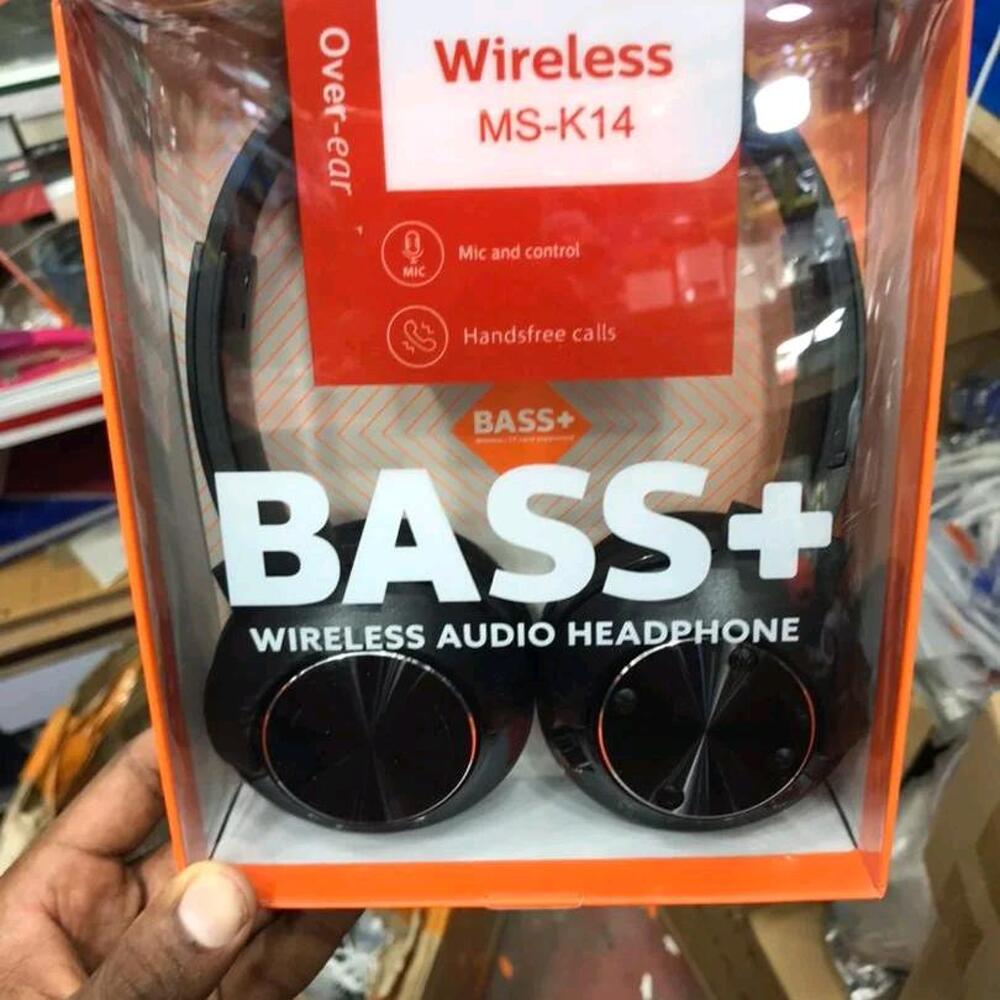 Over-ear
Wireless
MS-K14
MIC
Mic and control
Handsfree calls
BASS+
BASS+
WIRELESS AUDIO HEADPHONE